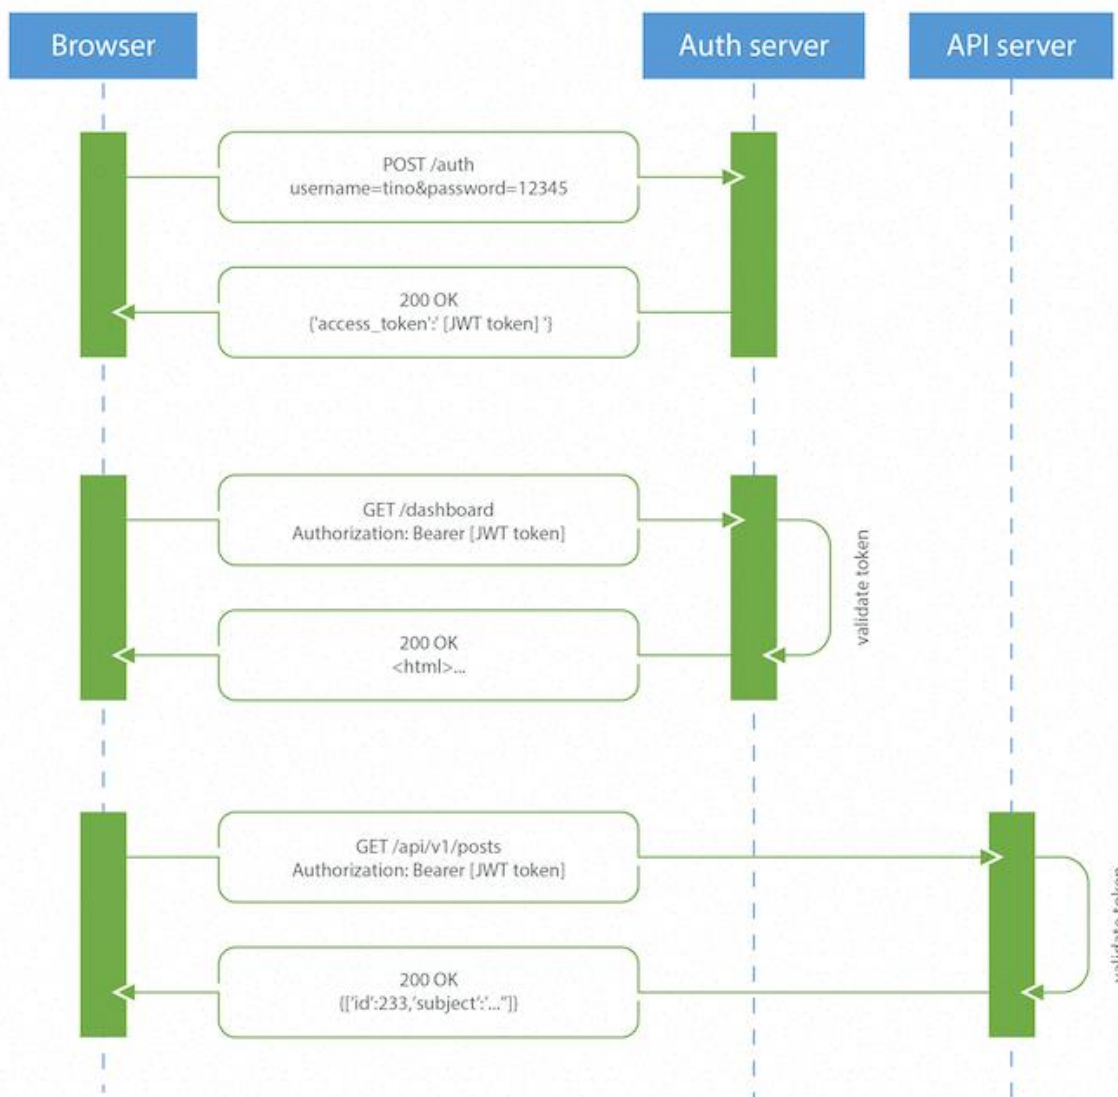 Browser
Auth server
API server
POST /auth
username=tino&password=12345
200 OK
{'access_token':' [JWT token] '}
GET /dashboard
Authorization: Bearer [JWT token]
validate token
200 OK
<html>...
GET /api/v1/posts
Authorization: Bearer [JWT token]
validate token
200 OK
{['id':233,'subject':'..."]}